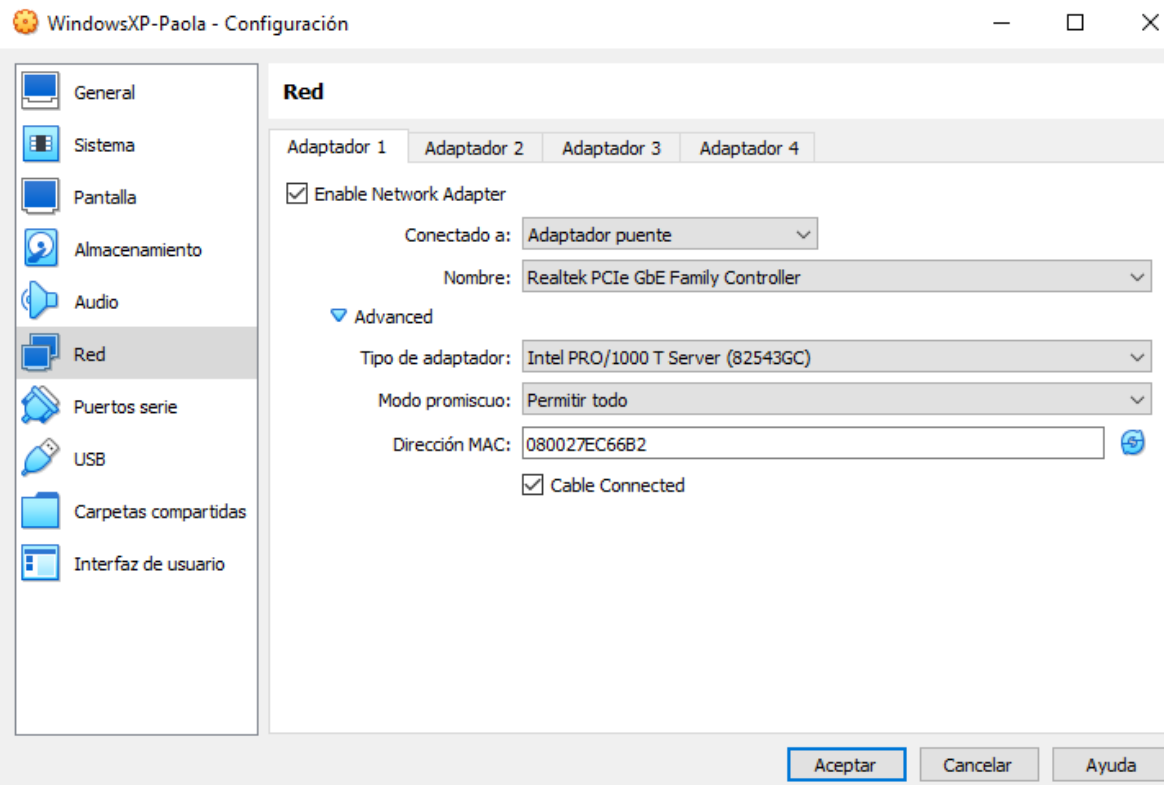 WindowsXP-Paola - Configuración
General
Sistema
Pantalla
Almacenamiento
Audio
Red
Puertos serie
USB
Carpetas compartidas
Interfaz de usuario
Red
Adaptador 1 Adaptador 2 Adaptador 3 Adaptador 4
Enable Network Adapter
Conectado a: Adaptador puente
Nombre: Realtek PCIe GbE Family Controller
Advanced
Tipo de adaptador: Intel PRO/1000 T Server (82543GC)
Modo promiscuo: Permitir todo
Dirección MAC: 080027EC66B2
Cable Connected
Aceptar Cancelar Ayuda